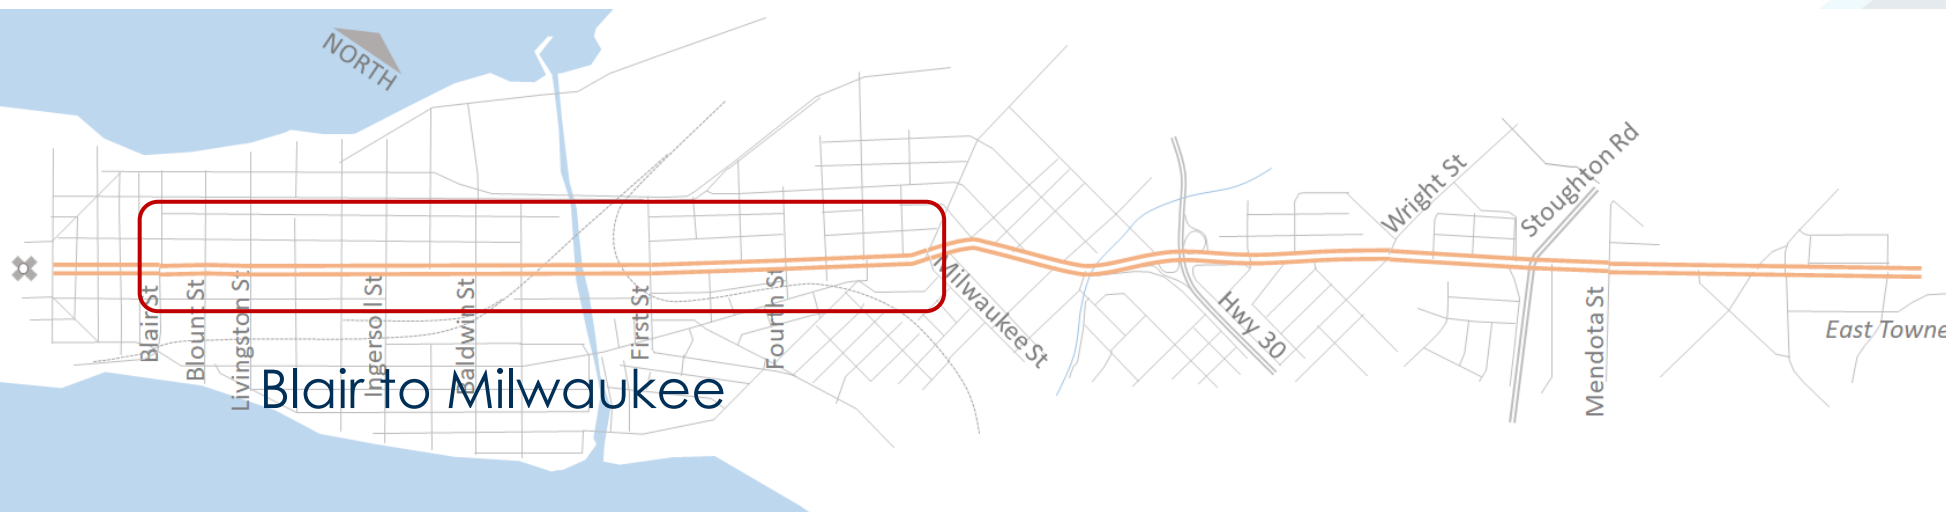 NORTH
Blair St
Blount St
Livingston St
Ingersoll St
Baldwin St
First St
Fourth St
Milwaukee St
Hwy 30
Wright St
Stoughton Rd
Mendota St
East Towne
Blair to Milwaukee